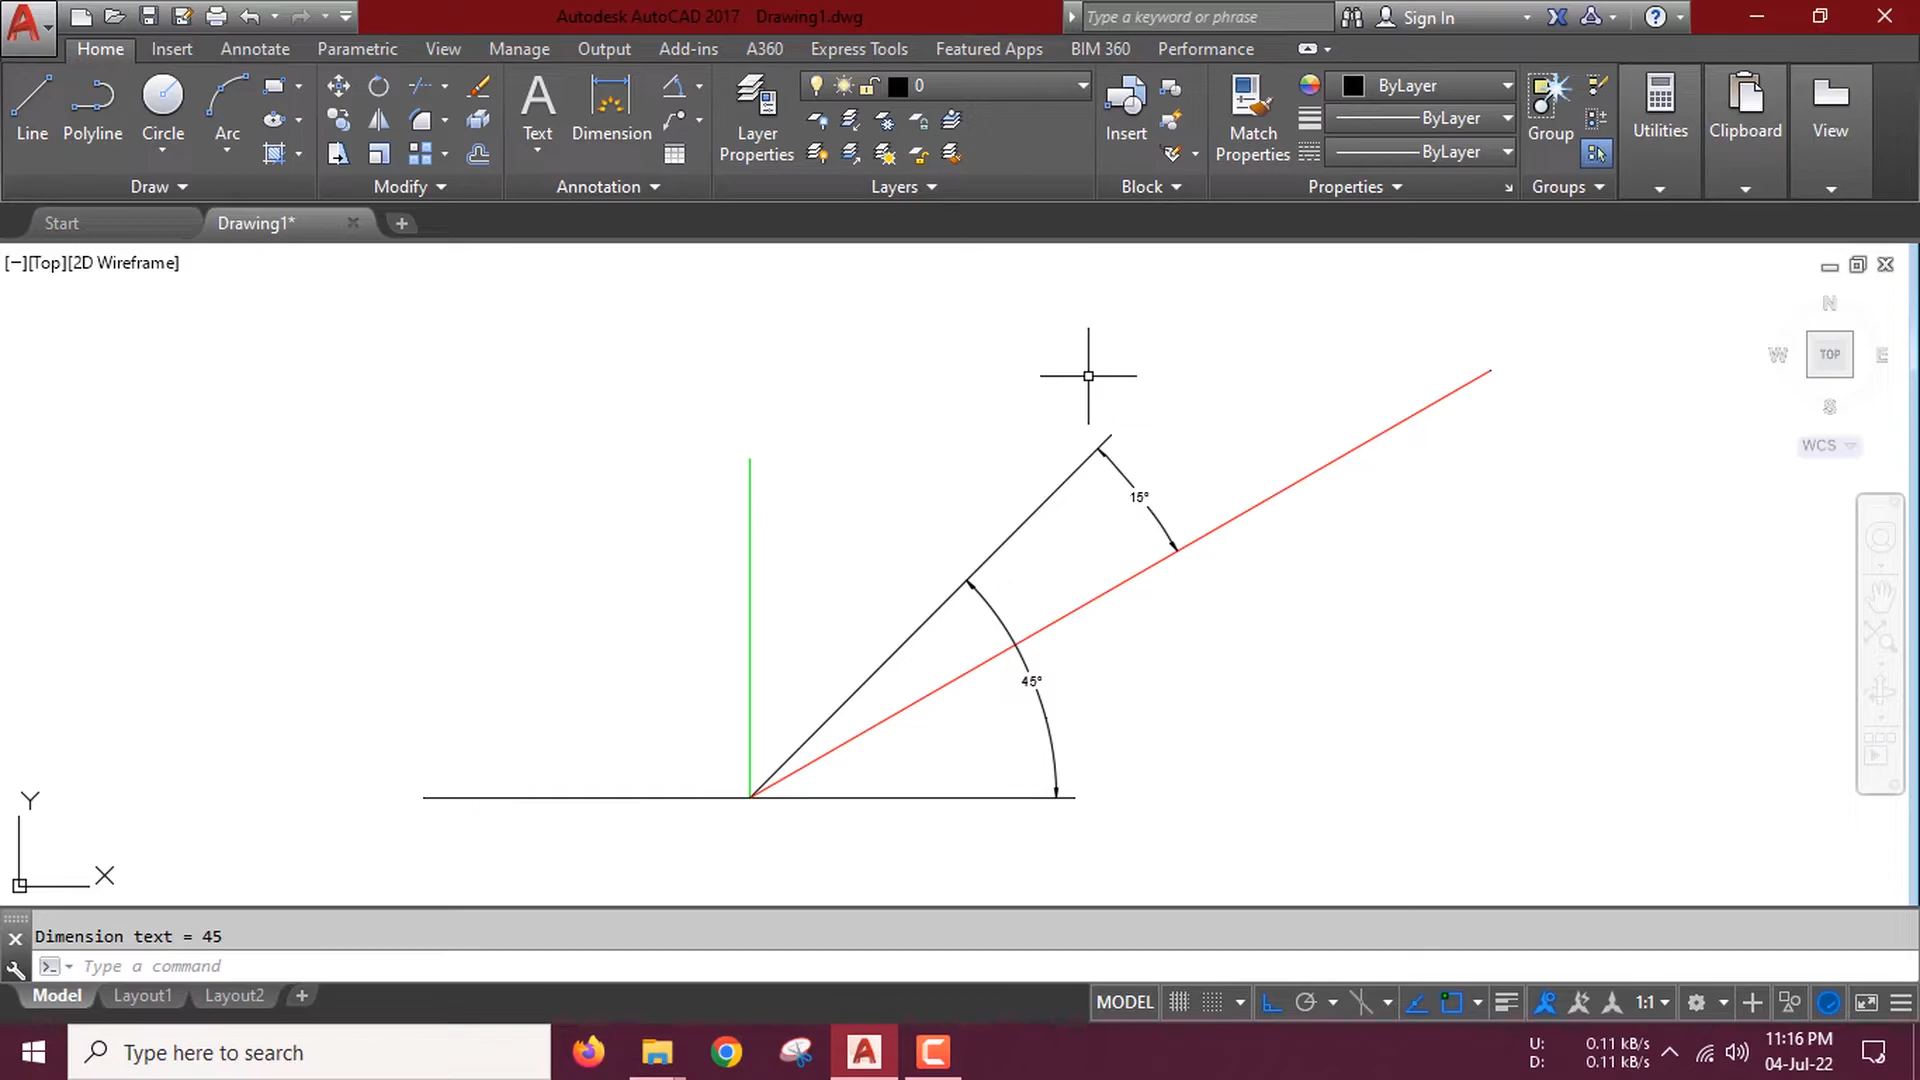 Autodesk AutoCAD 2017 Drawing1.dwg
Type a keyword or phrase
Sign In
Home Insert Annotate Parametric View Manage Output Add-ins A360 Express Tools Featured Apps BIM 360 Performance
0
ByLayer
ByLayer
ByLayer
Line Polyline Circle Arc
Text Dimension
Layer Properties
Insert
Match Properties
Group
Utilities Clipboard View
Draw Modify Annotation Layers Block Properties Groups
Start Drawing1*
[−][Top][2D Wireframe]
N
W TOP E
S
WCS
15°
45°
Y
X
Dimension text = 45
Type a command
Model Layout1 Layout2
MODEL 1:1
Type here to search
U: 0.11 kB/s
D: 0.11 kB/s
11:16 PM
04-Jul-22